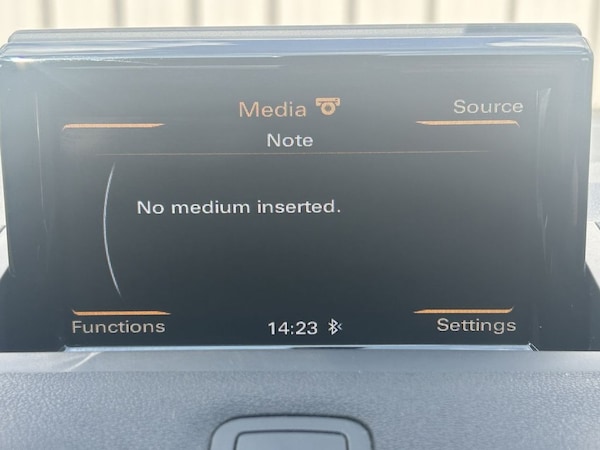 Media
Source
Note
No medium inserted.
Functions
14:23
Settings